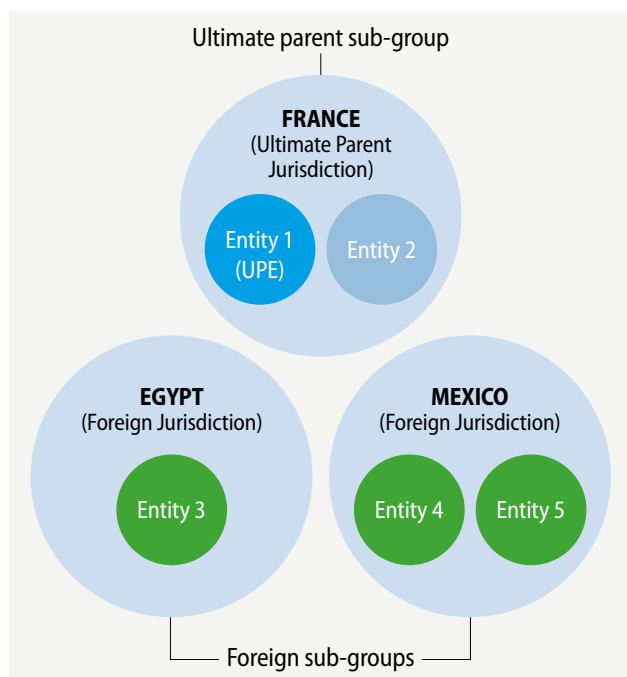 Ultimate parent sub-group
FRANCE
(Ultimate Parent
Jurisdiction)
Entity 1
(UPE)
Entity 2
EGYPT
(Foreign Jurisdiction)
Entity 3
MEXICO
(Foreign Jurisdiction)
Entity 4
Entity 5
Foreign sub-groups